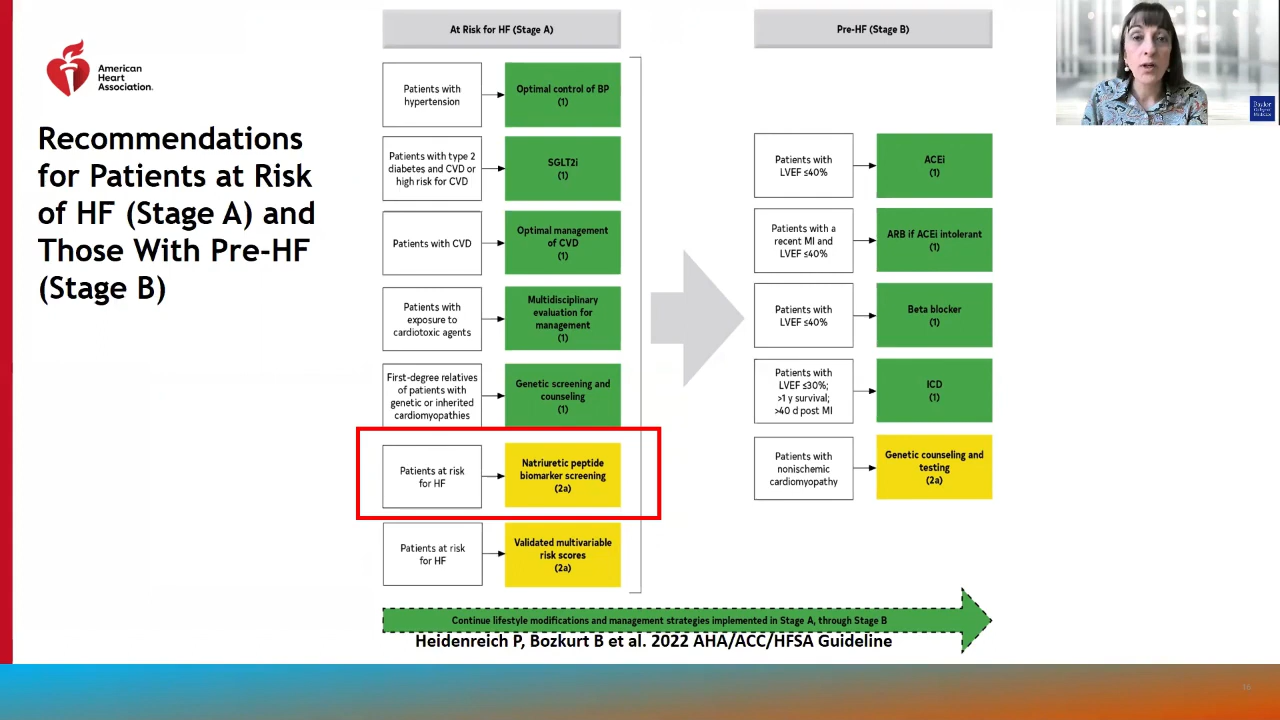 American
Heart
Association.
Recommendations
for Patients at Risk
of HF (Stage A) and
Those With Pre-HF
(Stage B)
At Risk for HF (Stage A)
Patients with
hypertension
Optimal control of BP
(1)
Patients with type 2
diabetes and CVD or
high risk for CVD
SGLT2i
(1)
Patients with CVD
Optimal management
of CVD
(1)
Patients with
exposure to
cardiotoxic agents
Multidisciplinary
evaluation for
management
(1)
First-degree relatives
of patients with
genetic or inherited
cardiomyopathies
Genetic screening and
counseling
(1)
Patients at risk
for HF
Natriuretic peptide
biomarker screening
(2a)
Patients at risk
for HF
Validated multivariable
risk scores
(2a)
Pre-HF (Stage B)
Patients with
LVEF ≤40%
ACEi
(1)
Patients with a
recent MI and
LVEF ≤40%
ARB if ACEi intolerant
(1)
Patients with
LVEF ≤40%
Beta blocker
(1)
Patients with
LVEF ≤30%;
>1 y survival;
>40 d post MI
ICD
(1)
Patients with
nonischemic
cardiomyopathy
Genetic counseling and
testing
(2a)
Continue lifestyle modifications and management strategies implemented in Stage A, through Stage B
Heidenreich P, Bozkurt B et al. 2022 AHA/ACC/HFSA Guideline
Baylor
College of
Medicine
16